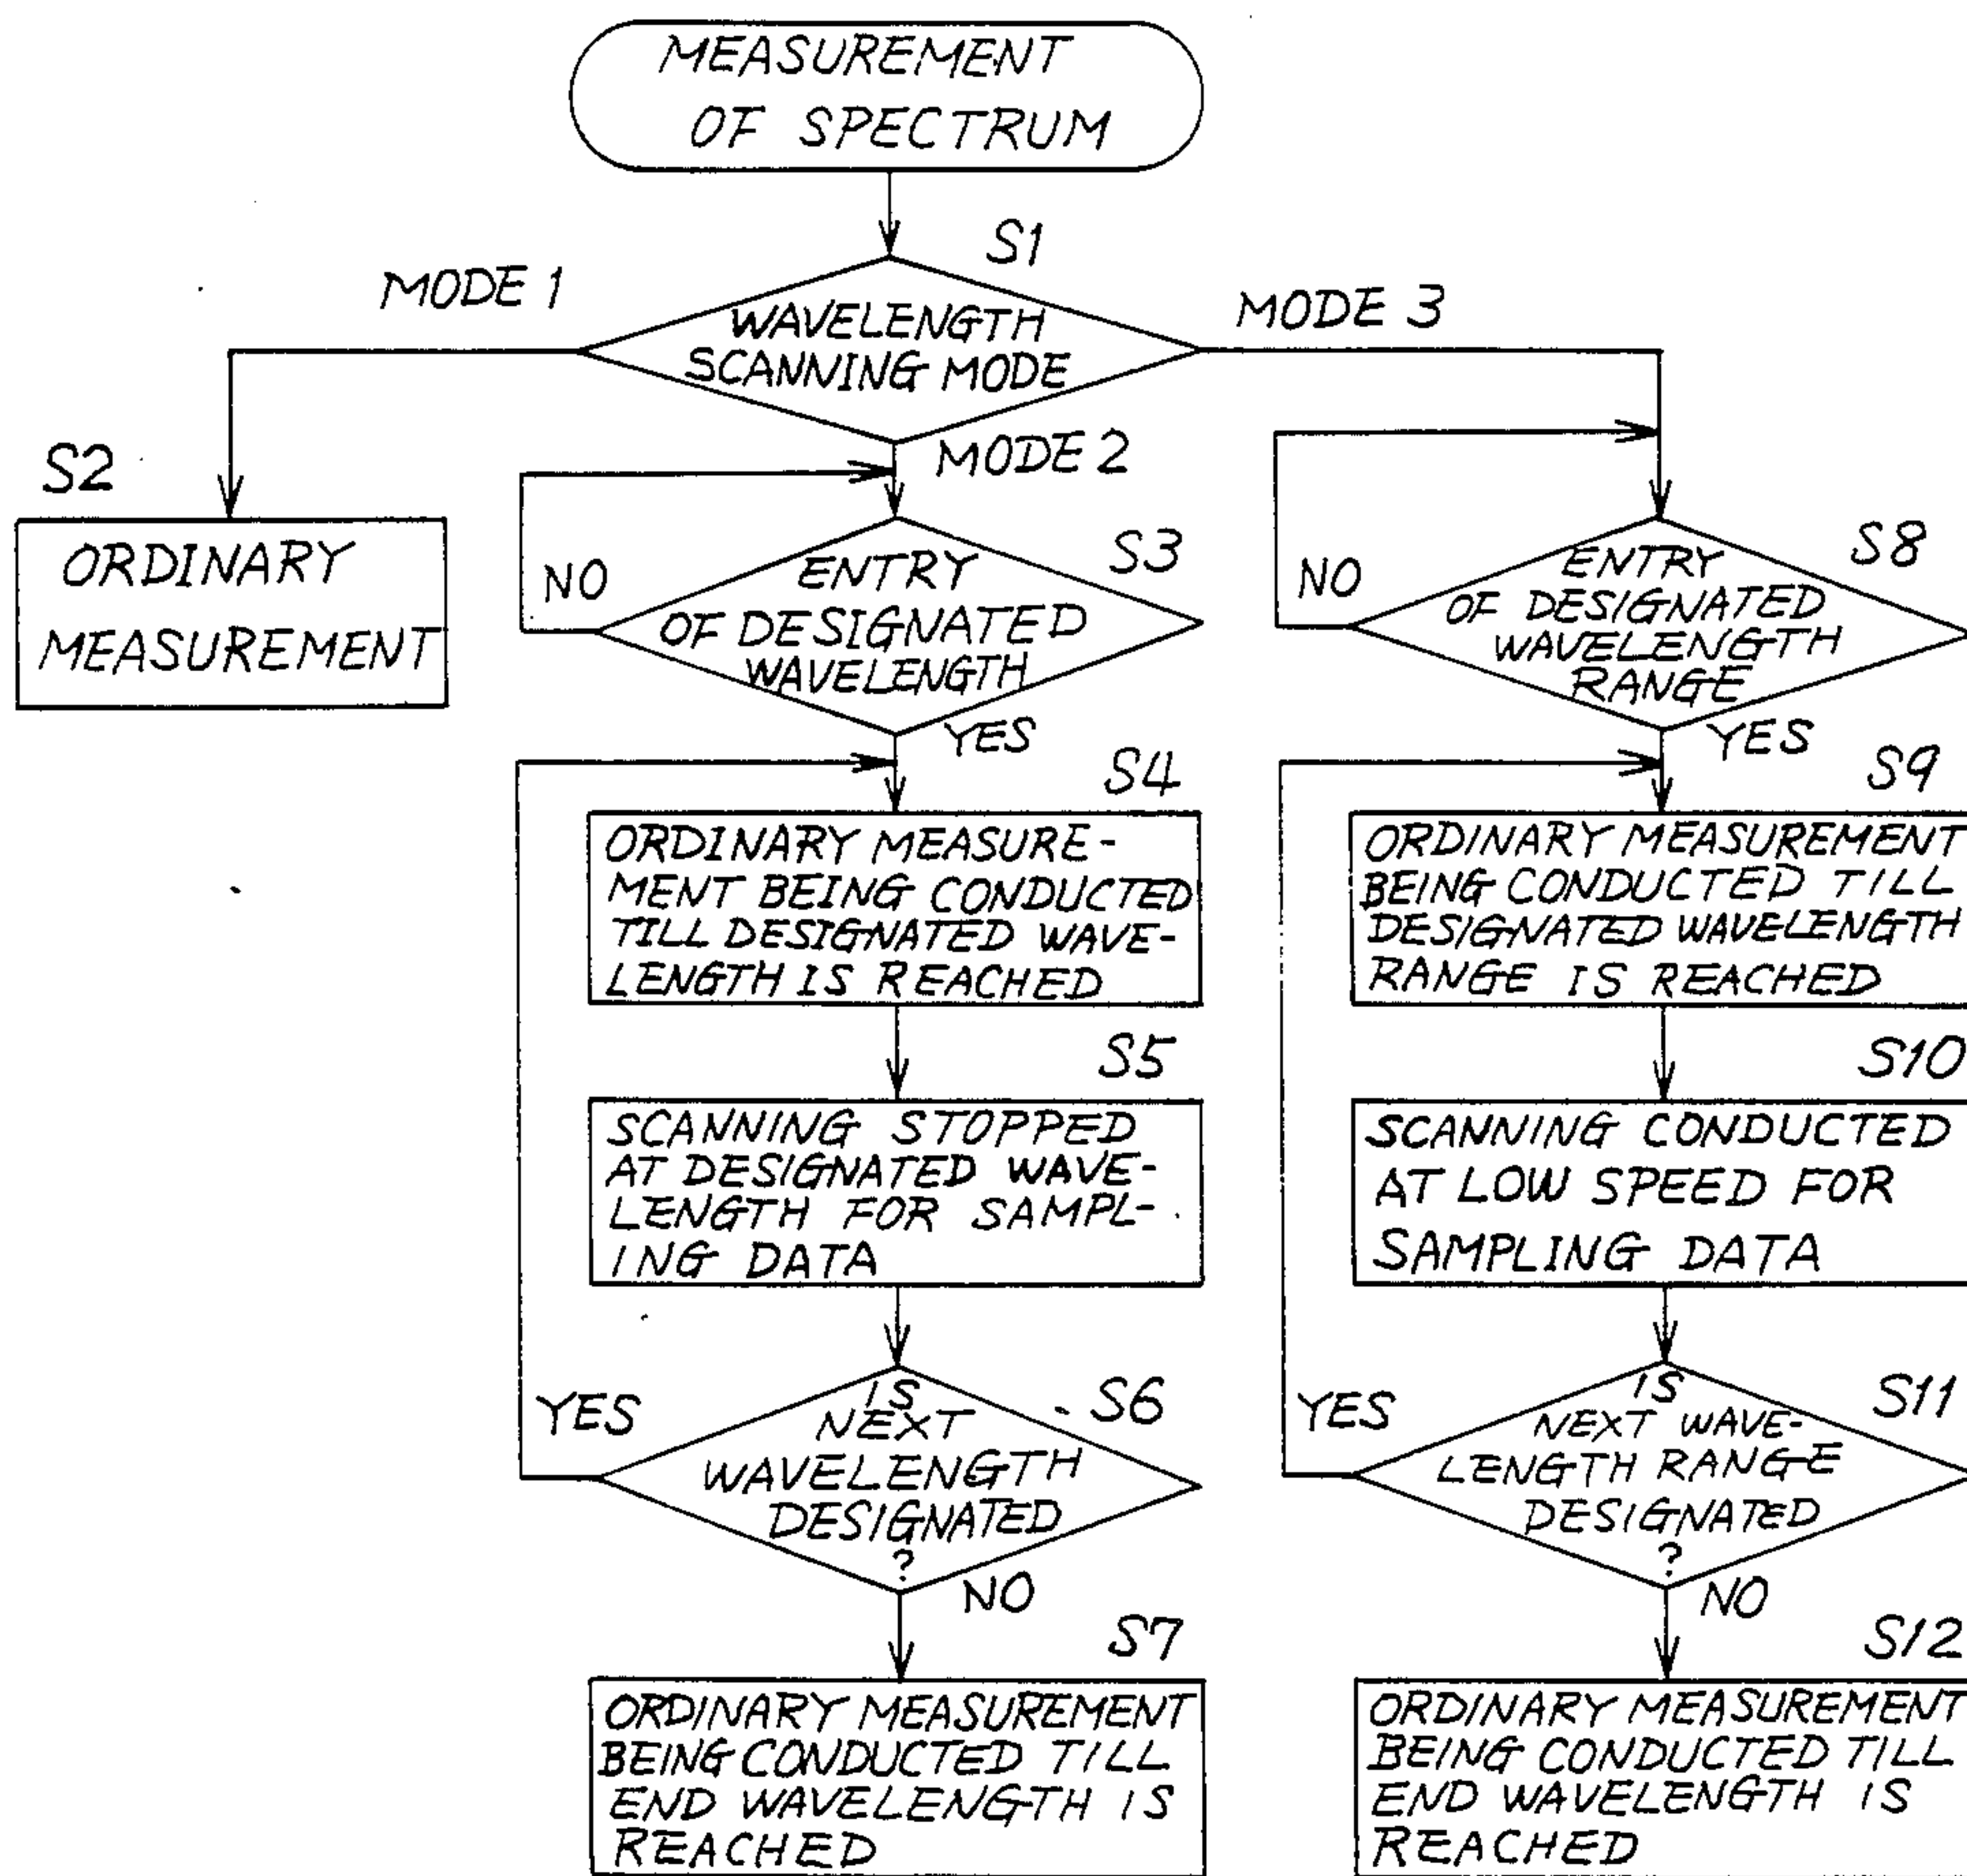 MEASUREMENT
OF SPECTRUM
S1
MODE 1
WAVELENGTH
SCANNING MODE
MODE 3
MODE 2
S2
ORDINARY
MEASUREMENT
S3
NO
ENTRY
OF DESIGNATED
WAVELENGTH
YES
S4
ORDINARY MEASURE-
MENT BEING CONDUCTED
TILL DESIGNATED WAVE-
LENGTH IS REACHED
S5
SCANNING STOPPED
AT DESIGNATED WAVE-
LENGTH FOR SAMPL-
ING DATA
S6
YES
IS
NEXT
WAVELENGTH
DESIGNATED
?
NO
S7
ORDINARY MEASUREMENT
BEING CONDUCTED TILL
END WAVELENGTH IS
REACHED
S8
NO
ENTRY
OF DESIGNATED
WAVELENGTH
RANGE
YES
S9
ORDINARY MEASUREMENT
BEING CONDUCTED TILL
DESIGNATED WAVELENGTH
RANGE IS REACHED
S10
SCANNING CONDUCTED
AT LOW SPEED FOR
SAMPLING DATA
S11
YES
IS
NEXT WAVE-
LENGTH RANGE
DESIGNATED
?
NO
S12
ORDINARY MEASUREMENT
BEING CONDUCTED TILL
END WAVELENGTH IS
REACHED